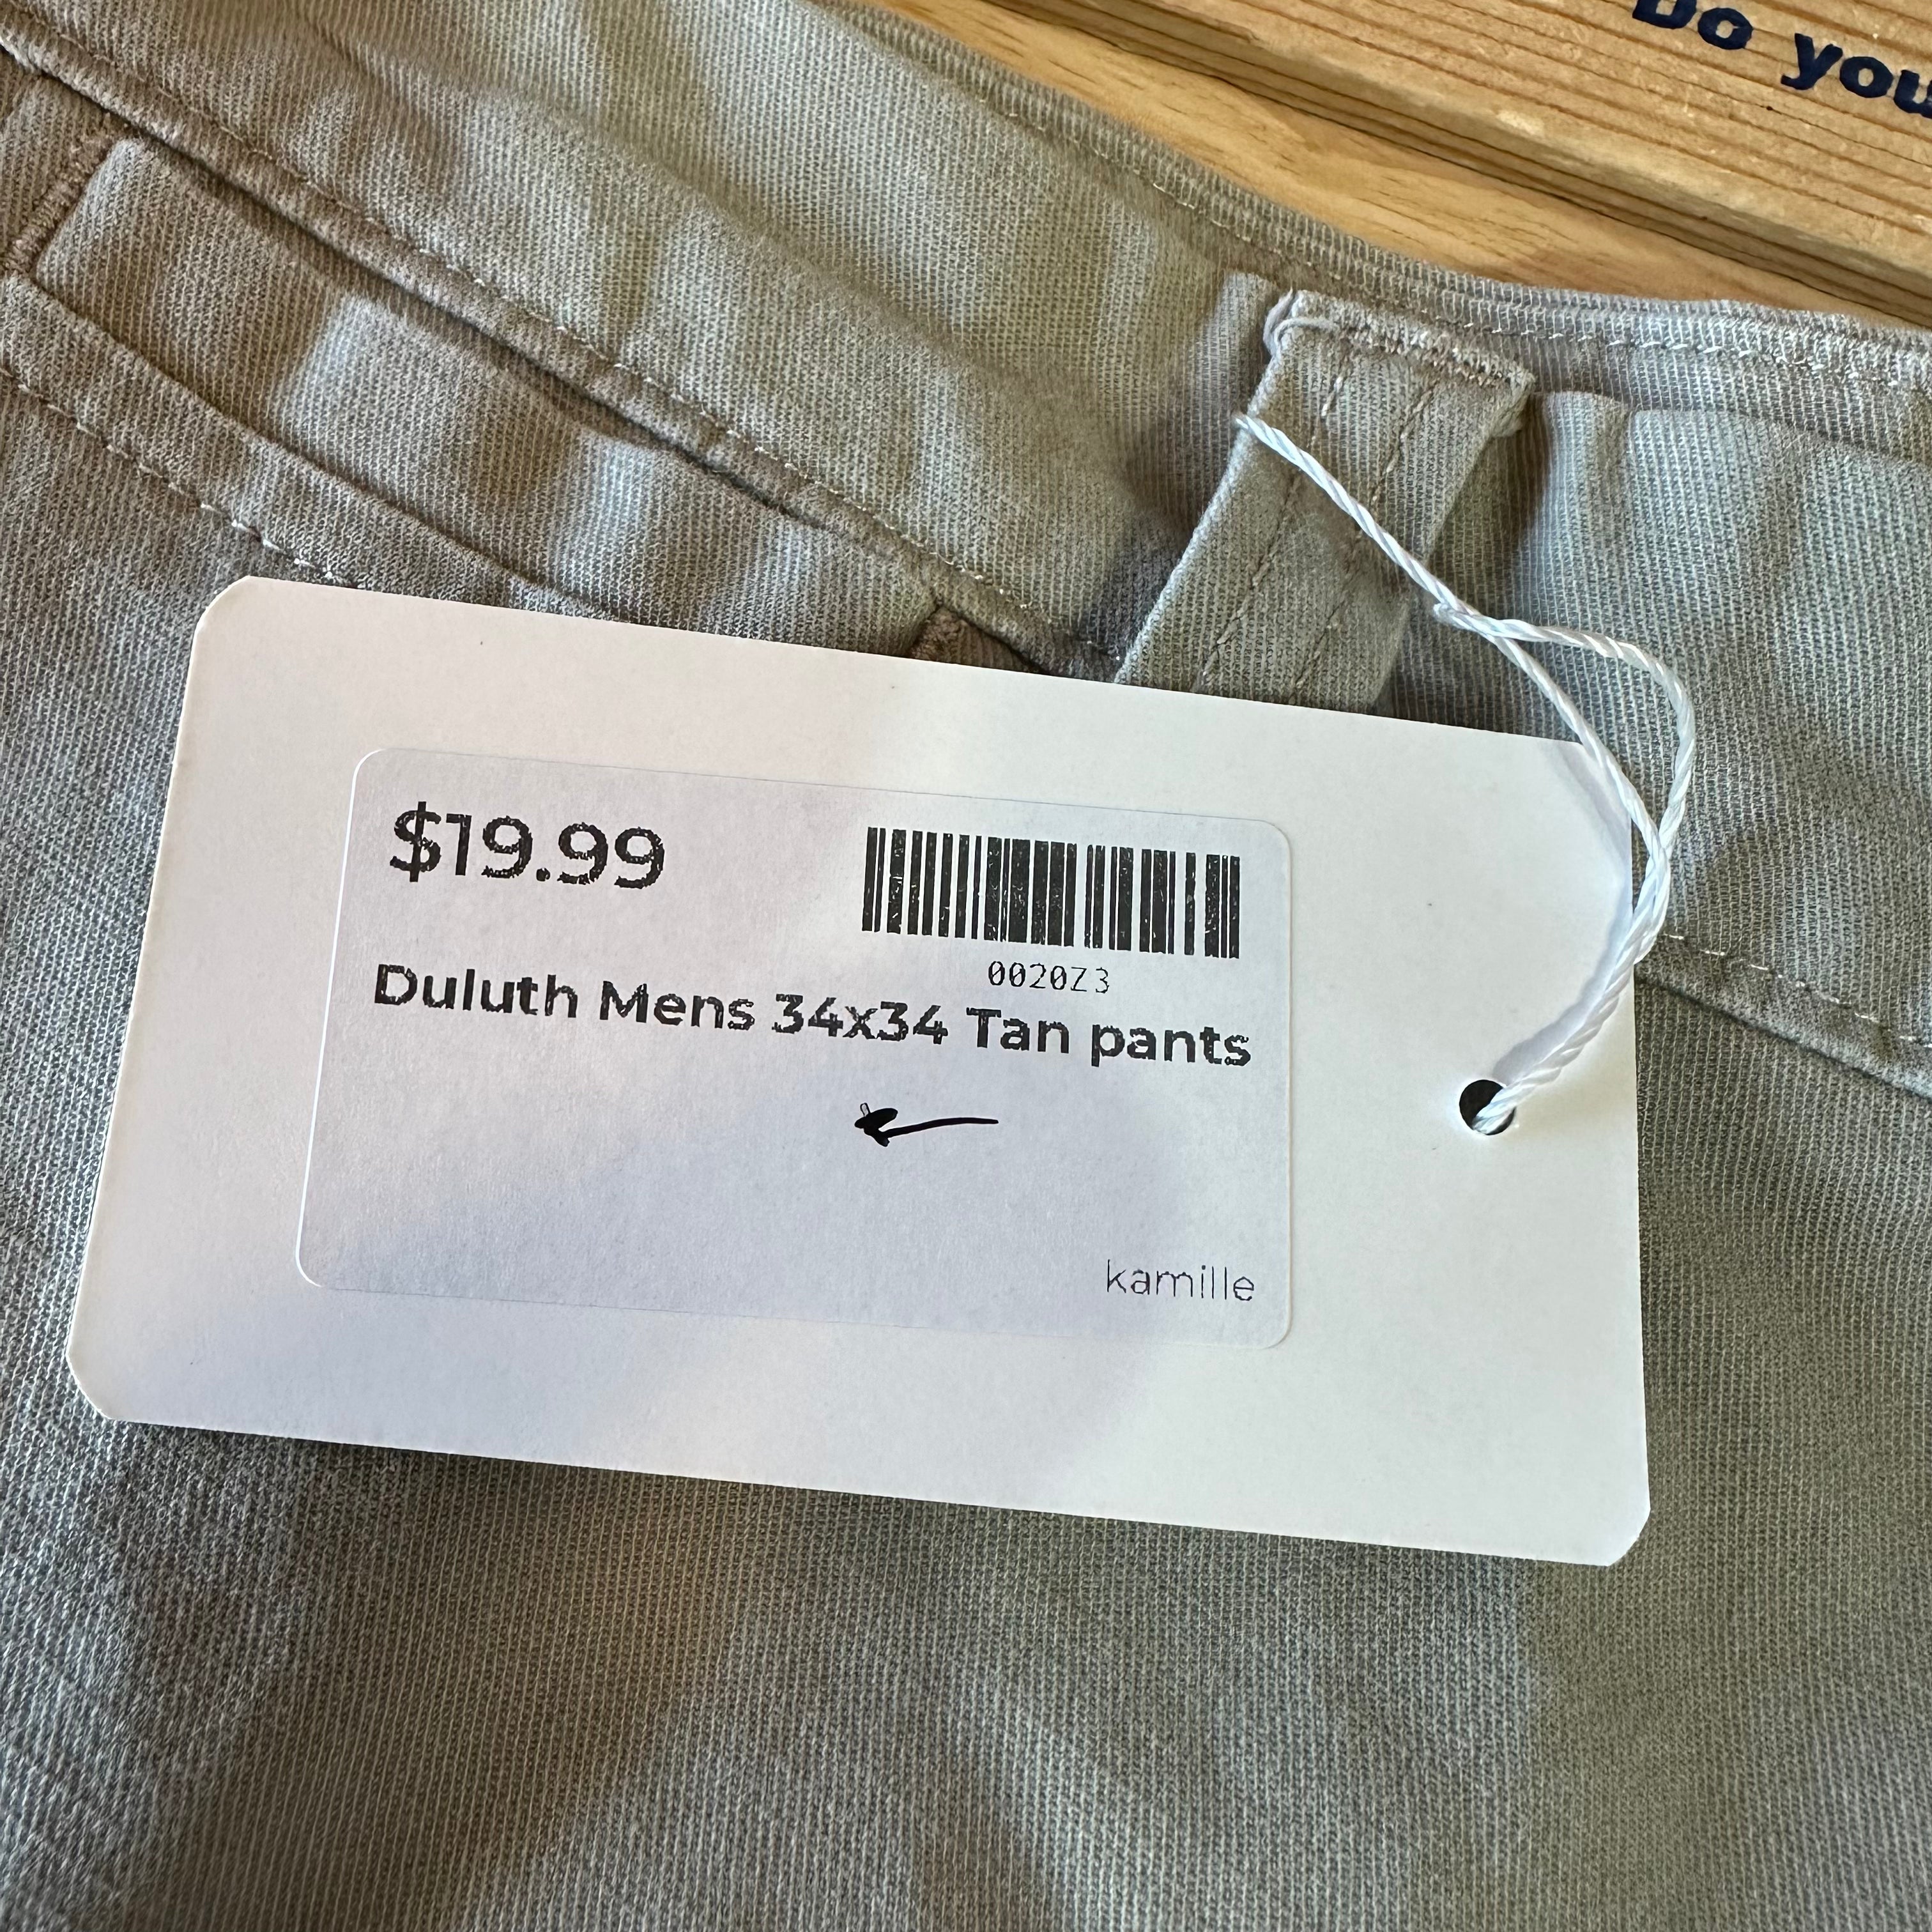 Do you
$19.99
0020Z3
Duluth Mens 34x34 Tan pants
kamille